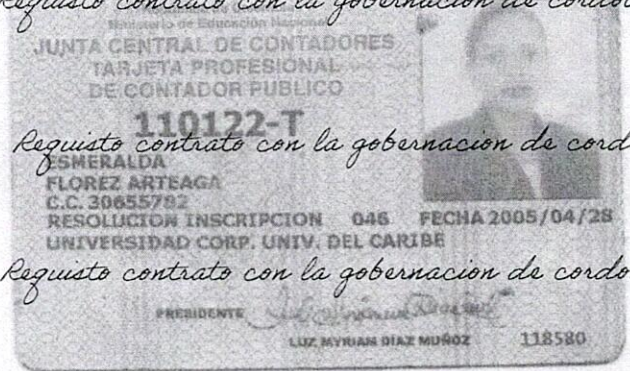 Requisto contrato con la gobernacion de cordo
Ministerio de Educación Nacional
JUNTA CENTRAL DE CONTADORES
TARJETA PROFESIONAL
DE CONTADOR PUBLICO
110122-T
Requisto contrato con la gobernacion de cord
ESMERALDA
FLOREZ ARTEAGA
C.C. 30655792
RESOLUCION INSCRIPCION 046 FECHA 2005/04/28
UNIVERSIDAD CORP. UNIV. DEL CARIBE
Requisto contrato con la gobernacion de cordo
PRESIDENTE
LUZ MYRIAM DIAZ MUÑOZ 118580